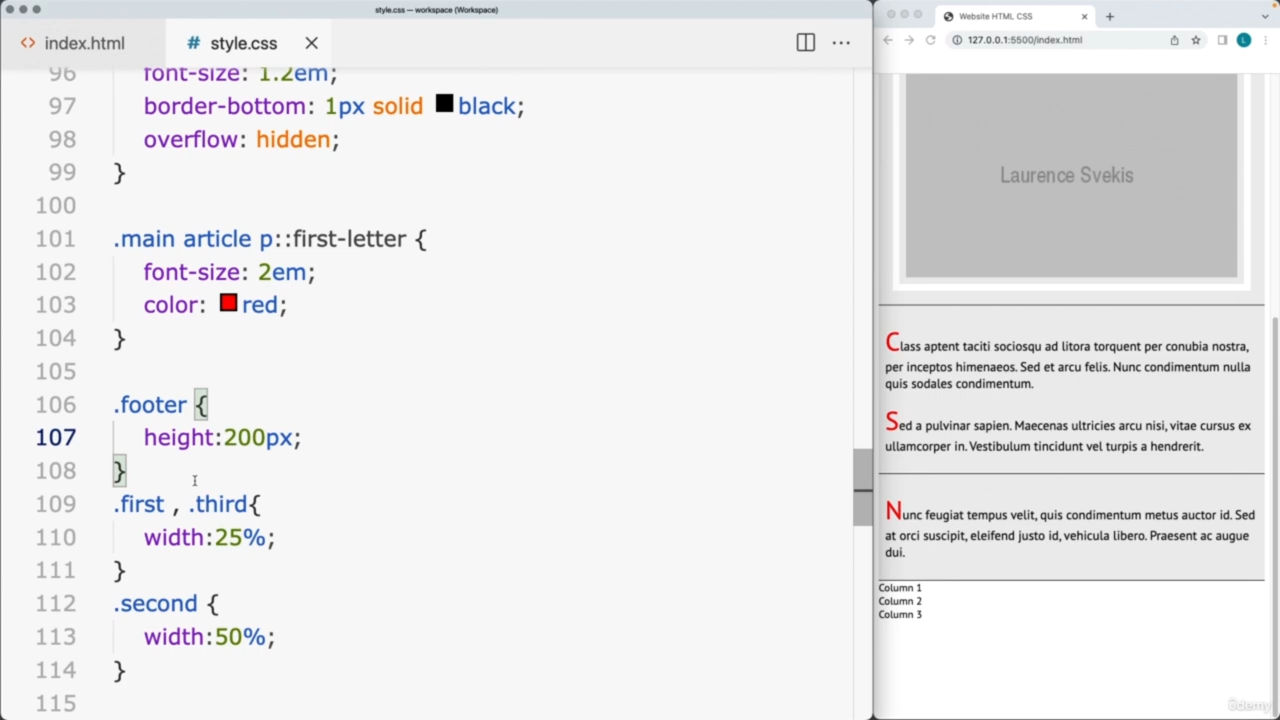 style.css — workspace (Workspace)
index.html
# style.css
96 font-size: 1.2em;
97 border-bottom: 1px solid black;
98 overflow: hidden;
99 }
100
101 .main article p::first-letter {
102 font-size: 2em;
103 color: red;
104 }
105
106 .footer {
107 height:200px;
108 }
109 .first , .third{
110 width:25%;
111 }
112 .second {
113 width:50%;
114 }
115
Website HTML CSS
127.0.0.1:5500/index.html
L
Laurence Svekis
Class aptent taciti sociosqu ad litora torquent per conubia nostra,
per inceptos himenaeos. Sed et arcu felis. Nunc condimentum nulla
quis sodales condimentum.
Sed a pulvinar sapien. Maecenas ultricies arcu nisi, vitae cursus ex
ullamcorper in. Vestibulum tincidunt vel turpis a hendrerit.
Nunc feugiat tempus velit, quis condimentum metus auctor id. Sed
at orci suscipit, eleifend justo id, vehicula libero. Praesent ac augue
dui.
Column 1
Column 2
Column 3
ûdemy